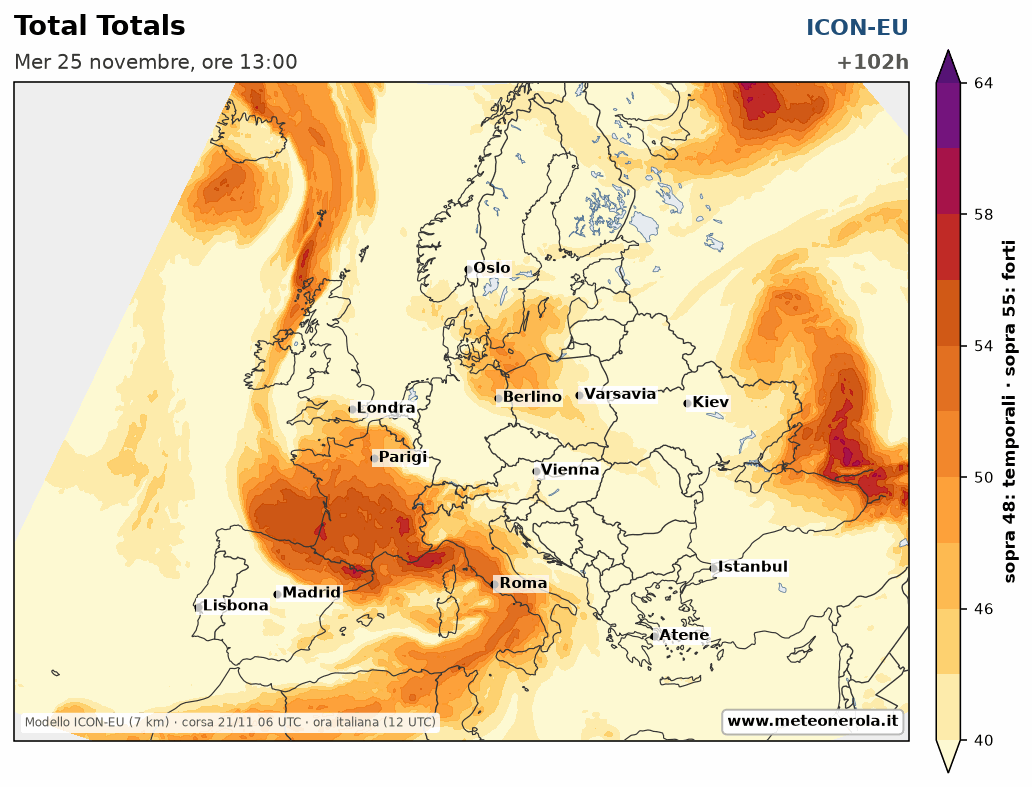 Total Totals
ICON-EU
Mer 25 novembre, ore 13:00
+102h
64
58
54
50
46
40
sopra 48: temporali · sopra 55: forti
Oslo
Berlino
Varsavia
Kiev
Londra
Parigi
Vienna
Istanbul
Roma
Madrid
Lisbona
Atene
Modello ICON-EU (7 km) · corsa 21/11 06 UTC · ora italiana (12 UTC)
www.meteonerola.it